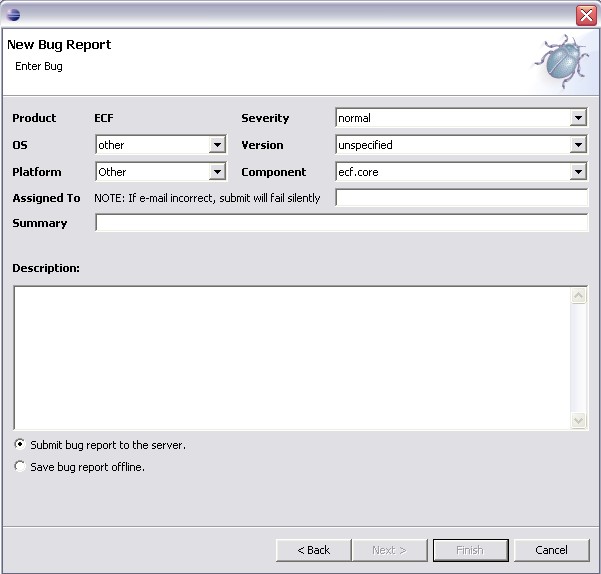 New Bug Report
Enter Bug
Product ECF Severity normal
OS other Version unspecified
Platform Other Component ecf.core
Assigned To NOTE: If e-mail incorrect, submit will fail silently
Summary
Description:
Submit bug report to the server.
Save bug report offline.
< Back Next > Finish Cancel